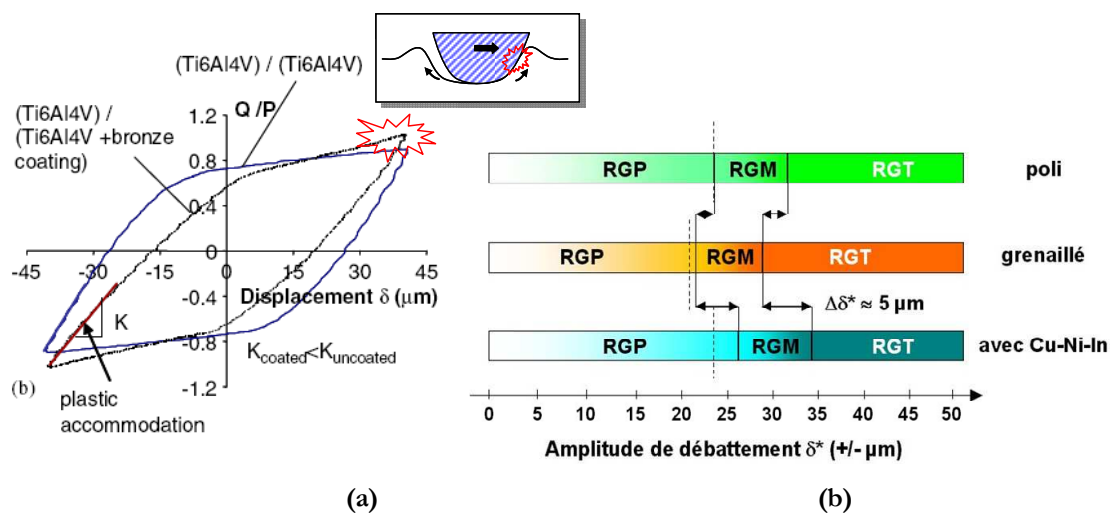 (Ti6Al4V) / (Ti6Al4V)
(Ti6Al4V) /
(Ti6Al4V +bronze
coating)
Q /P
1.2
0.8
0.4
0
-0.4
-0.8
-1.2
-45
-30
-15
0
15
30
45
Displacement δ (μm)
K
K_coated<K_uncoated
plastic
accommodation
(b)
RGP RGM RGT poli
RGP RGM RGT grenaillé
Δδ* ≈ 5 µm
RGP RGM RGT avec Cu-Ni-In
0 5 10 15 20 25 30 35 40 45 50
Amplitude de débattement δ* (+/- µm)
(a) (b)